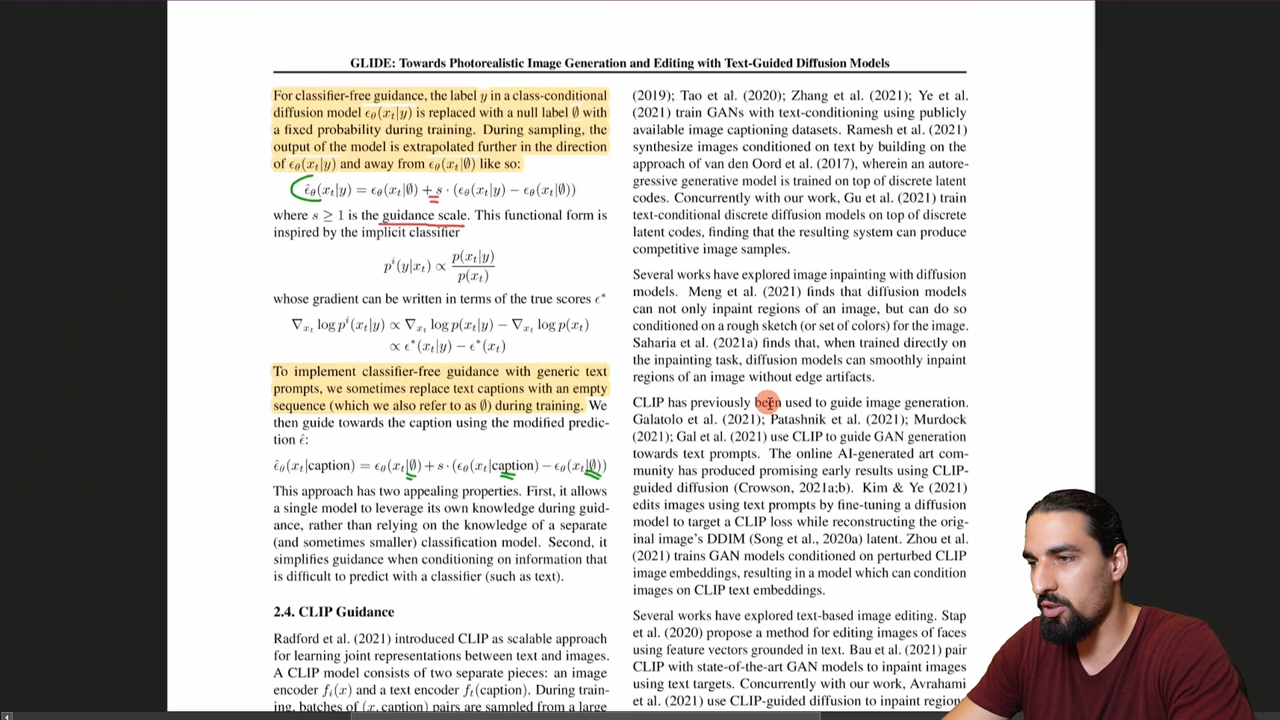 GLIDE: Towards Photorealistic Image Generation and Editing with Text-Guided Diffusion Models
For classifier-free guidance, the label y in a class-conditional
diffusion model ϵθ(xt|y) is replaced with a null label ∅ with
a fixed probability during training. During sampling, the
output of the model is extrapolated further in the direction
of ϵθ(xt|y) and away from ϵθ(xt|∅) like so:
ϵ̂θ(xt|y) = ϵθ(xt|∅) + s · (ϵθ(xt|y) − ϵθ(xt|∅))
where s ≥ 1 is the guidance scale. This functional form is
inspired by the implicit classifier
pi(y|xt) ∝ p(xt|y)/p(xt)
whose gradient can be written in terms of the true scores ϵ*
∇xt log pi(xt|y) ∝ ∇xt log p(xt|y) − ∇xt log p(xt)
∝ ϵ*(xt|y) − ϵ*(xt)
To implement classifier-free guidance with generic text
prompts, we sometimes replace text captions with an empty
sequence (which we also refer to as ∅) during training. We
then guide towards the caption using the modified predic-
tion ϵ̂:
ϵ̂θ(xt|caption) = ϵθ(xt|∅) + s · (ϵθ(xt|caption) − ϵθ(xt|∅))
This approach has two appealing properties. First, it allows
a single model to leverage its own knowledge during guid-
ance, rather than relying on the knowledge of a separate
(and sometimes smaller) classification model. Second, it
simplifies guidance when conditioning on information that
is difficult to predict with a classifier (such as text).
2.4. CLIP Guidance
Radford et al. (2021) introduced CLIP as scalable approach
for learning joint representations between text and images.
A CLIP model consists of two separate pieces: an image
encoder fi(x) and a text encoder ft(caption). During train-
ing, batches of (x, caption) pairs are sampled from a large
(2019); Tao et al. (2020); Zhang et al. (2021); Ye et al.
(2021) train GANs with text-conditioning using publicly
available image captioning datasets. Ramesh et al. (2021)
synthesize images conditioned on text by building on the
approach of van den Oord et al. (2017), wherein an autore-
gressive generative model is trained on top of discrete latent
codes. Concurrently with our work, Gu et al. (2021) train
text-conditional discrete diffusion models on top of discrete
latent codes, finding that the resulting system can produce
competitive image samples.
Several works have explored image inpainting with diffusion
models. Meng et al. (2021) finds that diffusion models
can not only inpaint regions of an image, but can do so
conditioned on a rough sketch (or set of colors) for the image.
Saharia et al. (2021a) finds that, when trained directly on
the inpainting task, diffusion models can smoothly inpaint
regions of an image without edge artifacts.
CLIP has previously been used to guide image generation.
Galatolo et al. (2021); Patashnik et al. (2021); Murdock
(2021); Gal et al. (2021) use CLIP to guide GAN generation
towards text prompts. The online AI-generated art com-
munity has produced promising early results using CLIP-
guided diffusion (Crowson, 2021a;b). Kim & Ye (2021)
edits images using text prompts by fine-tuning a diffusion
model to target a CLIP loss while reconstructing the orig-
inal image's DDIM (Song et al., 2020a) latent. Zhou et al.
(2021) trains GAN models conditioned on perturbed CLIP
image embeddings, resulting in a model which can condition
images on CLIP text embeddings.
Several works have explored text-based image editing. Stap
et al. (2020) propose a method for editing images of faces
using feature vectors grounded in text. Bau et al. (2021) pair
CLIP with state-of-the-art GAN models to inpaint images
using text targets. Concurrently with our work, Avrahami
et al. (2021) use CLIP-guided diffusion to inpaint region